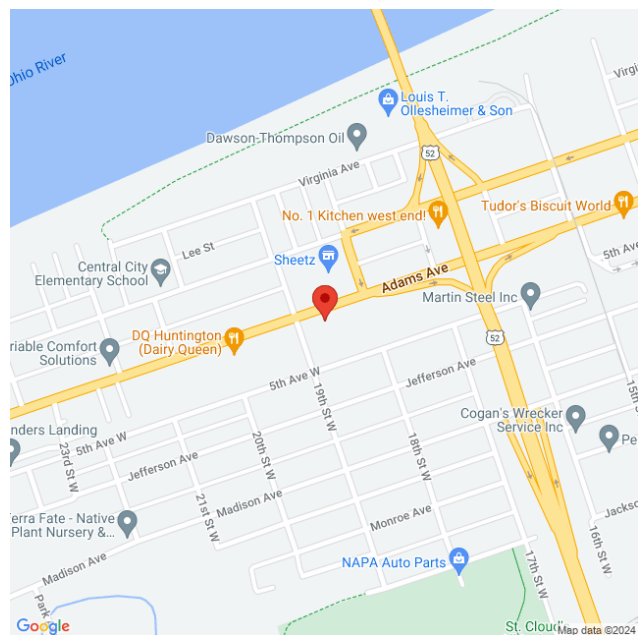 Ohio River
Louis T.
Ollesheimer & Son
Dawson-Thompson Oil
Virginia
Virginia Ave
52
No. 1 Kitchen west end!
Tudor's Biscuit World
Lee St
5th Ave
Central City
Elementary School
Sheetz
Adams Ave
Martin Steel Inc
DQ Huntington
(Dairy Queen)
riable Comfort
Solutions
52
5th Ave W
Jefferson Ave
15th
19th St W
Cogan's Wrecker
Service Inc
nders Landing
5th Ave W
23rd St W
20th St W
18th St W
Pe
Jefferson Ave
21st St W
Madison Ave
Monroe Ave
Jackso
Terra Fate - Native
Plant Nursery &...
Madison Ave
NAPA Auto Parts
16th St W
17th St W
Park
St. Cloud
Google
Map data ©2024